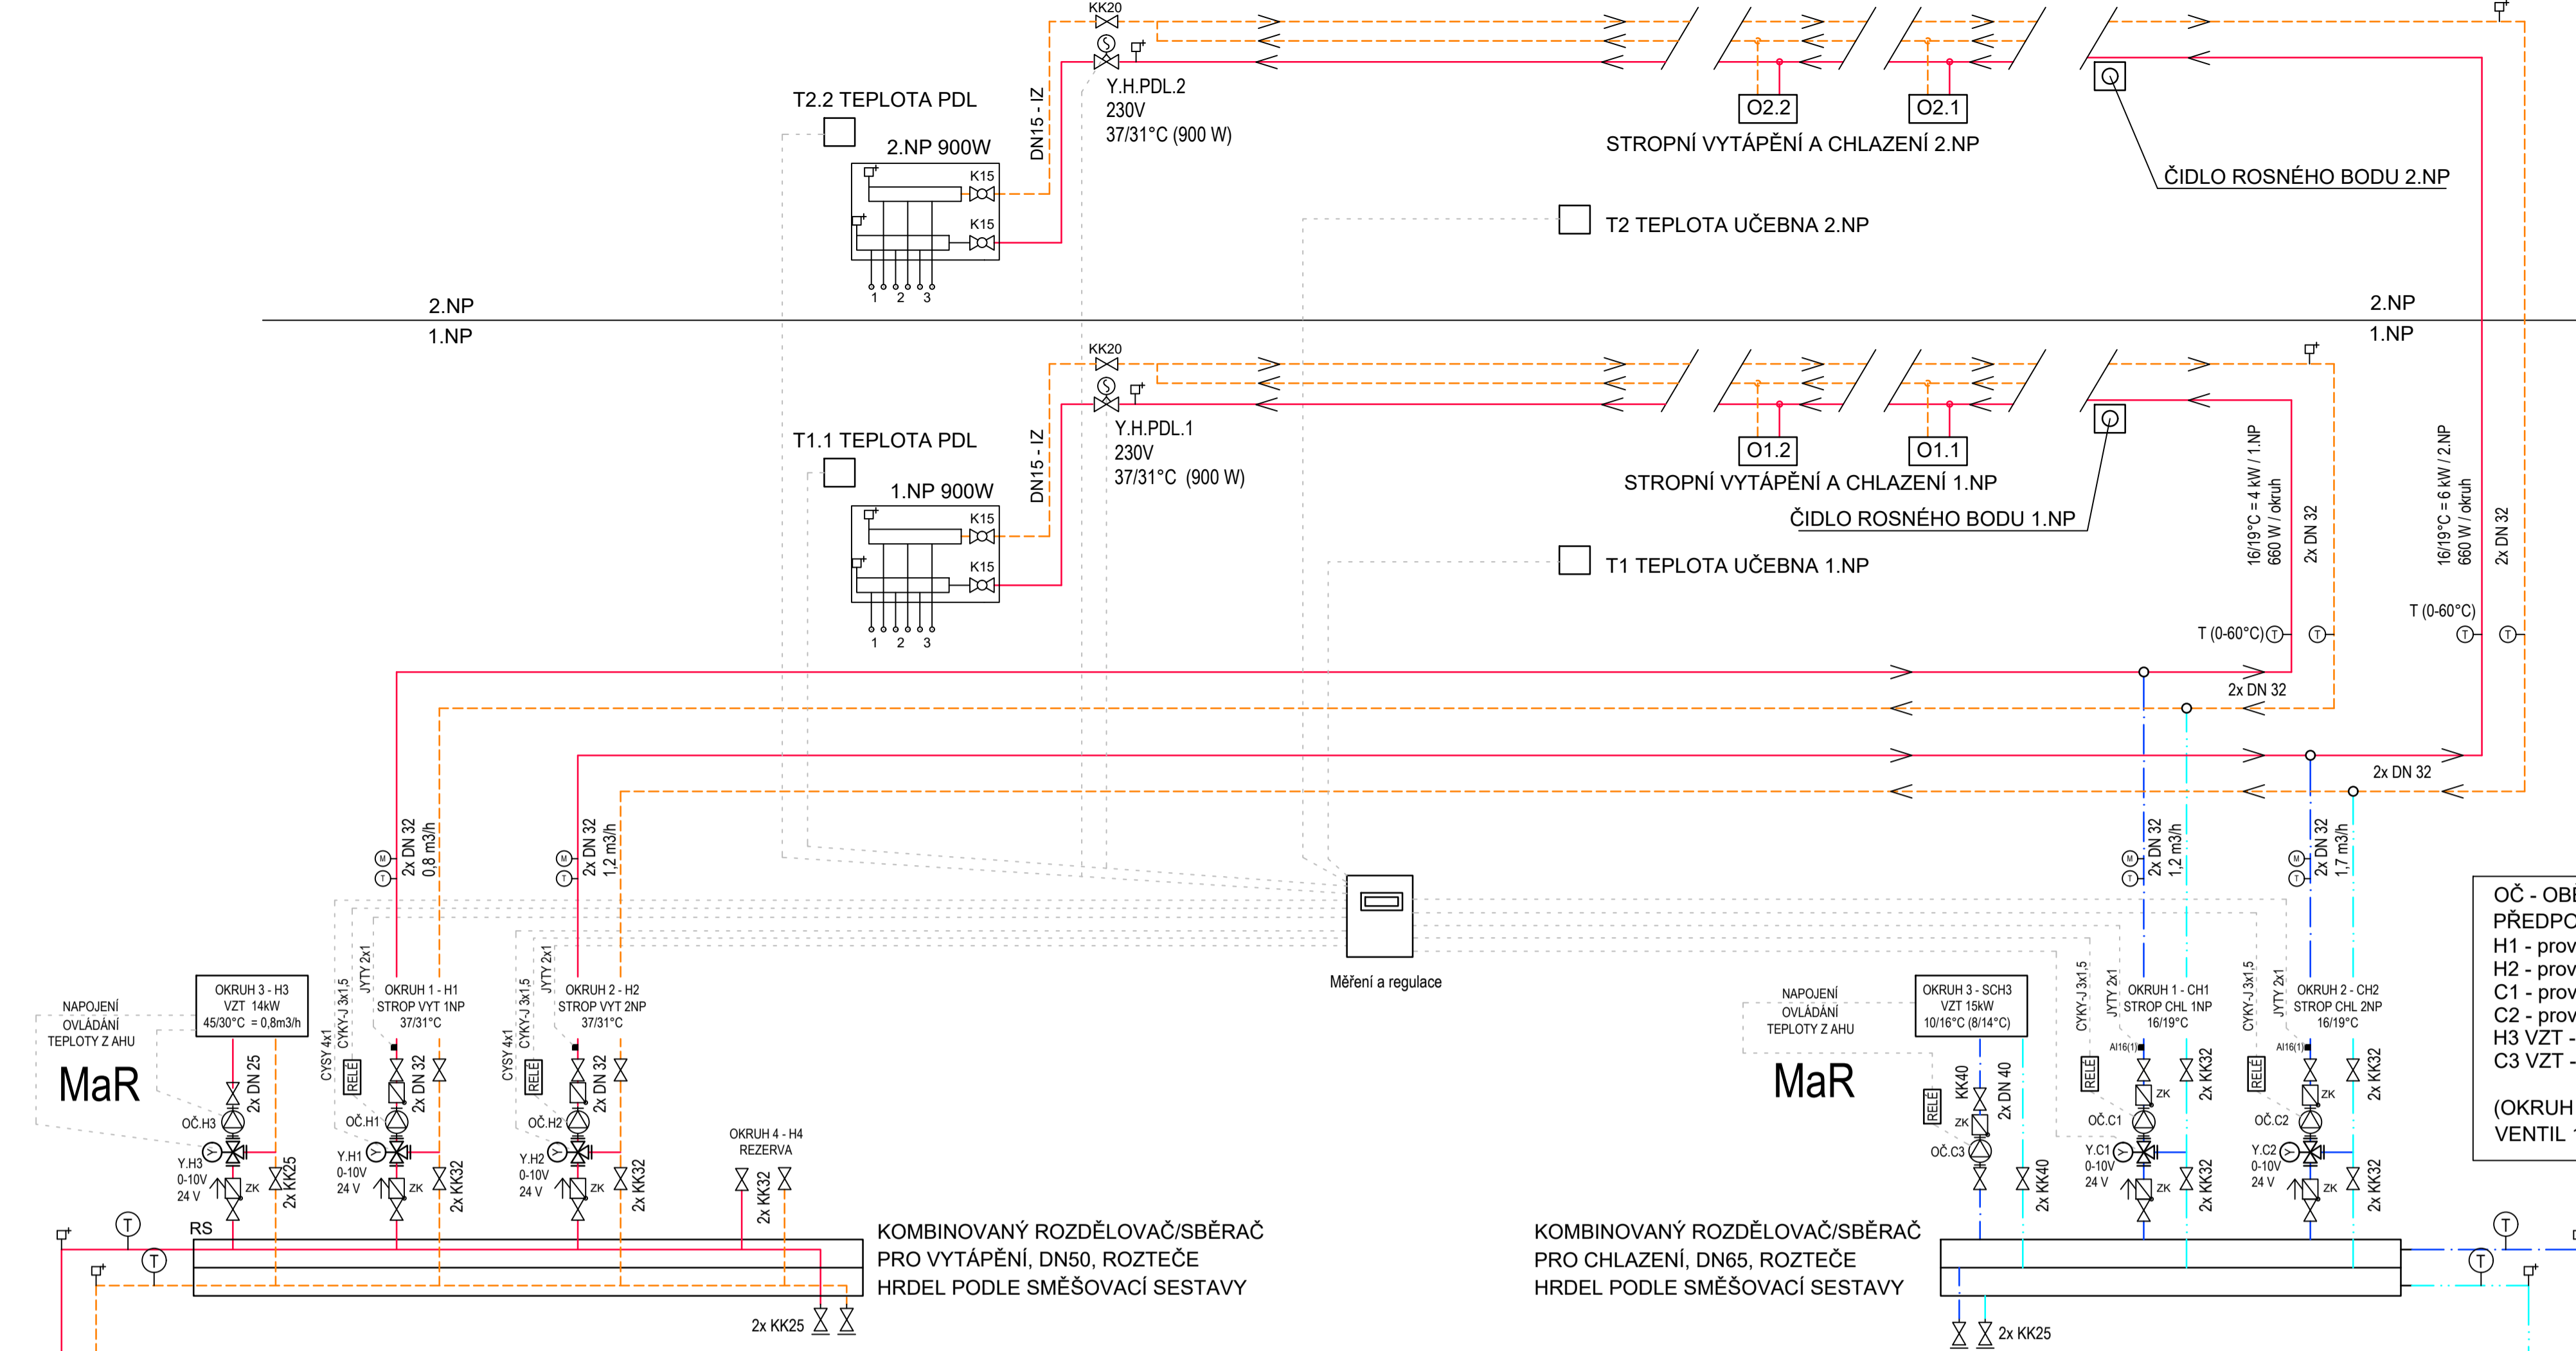 KK20
T2.2 TEPLOTA PDL
DN15 - IZ
Y.H.PDL.2
230V
37/31°C (900 W)
2.NP 900W
K15
K15
1 2 3
O2.2
O2.1
STROPNÍ VYTÁPĚNÍ A CHLAZENÍ 2.NP
ČIDLO ROSNÉHO BODU 2.NP
T2 TEPLOTA UČEBNA 2.NP
2.NP
1.NP
2.NP
1.NP
KK20
T1.1 TEPLOTA PDL
DN15 - IZ
Y.H.PDL.1
230V
37/31°C (900 W)
1.NP 900W
K15
K15
1 2 3
O1.2
O1.1
STROPNÍ VYTÁPĚNÍ A CHLAZENÍ 1.NP
ČIDLO ROSNÉHO BODU 1.NP
T1 TEPLOTA UČEBNA 1.NP
16/19°C = 4 kW / 1.NP
660 W / okruh
2x DN 32
16/19°C = 6 kW / 2.NP
660 W / okruh
2x DN 32
T (0-60°C)
T
T
T (0-60°C)
T
T
2x DN 32
2x DN 32
M
T
2x DN 32
0,8 m3/h
M
T
2x DN 32
1,2 m3/h
M
T
2x DN 32
1,2 m3/h
M
T
2x DN 32
1,7 m3/h
Měření a regulace
NAPOJENÍ
OVLÁDÁNÍ
TEPLOTY Z AHU
MaR
OKRUH 3 - H3
VZT 14kW
45/30°C = 0,8m3/h
2x DN 25
OČ.H3
Y.H3
0-10V
24 V
ZK
2x KK25
CYSY 4x1
CYKY-J 3x1,5
JYTY 2x1
RELÉ
OKRUH 1 - H1
STROP VYT 1NP
37/31°C
2x DN 32
OČ.H1
Y.H1
0-10V
24 V
ZK
2x KK32
CYSY 4x1
CYKY-J 3x1,5
JYTY 2x1
RELÉ
OKRUH 2 - H2
STROP VYT 2NP
37/31°C
2x DN 32
OČ.H2
Y.H2
0-10V
24 V
ZK
2x KK32
OKRUH 4 - H4
REZERVA
2x KK32
RS
T
T
KOMBINOVANÝ ROZDĚLOVAČ/SBĚRAČ
PRO VYTÁPĚNÍ, DN50, ROZTEČE
HRDEL PODLE SMĚŠOVACÍ SESTAVY
2x KK25
NAPOJENÍ
OVLÁDÁNÍ
TEPLOTY Z AHU
MaR
OKRUH 3 - SCH3
VZT 15kW
10/16°C (8/14°C)
KK40
2x DN 40
RELÉ
ZK
OČ.C3
2x KK40
CYKY-J 3x1,5
JYTY 2x1
OKRUH 1 - CH1
STROP CHL 1NP
16/19°C
AI16(1)
RELÉ
ZK
2x KK32
OČ.C1
Y.C1
0-10V
24 V
ZK
2x KK32
CYKY-J 3x1,5
JYTY 2x1
OKRUH 2 - CH2
STROP CHL 2NP
16/19°C
AI16(1)
RELÉ
ZK
2x KK32
OČ.C2
Y.C2
0-10V
24 V
ZK
2x KK32
KOMBINOVANÝ ROZDĚLOVAČ/SBĚRAČ
PRO CHLAZENÍ, DN65, ROZTEČE
HRDEL PODLE SMĚŠOVACÍ SESTAVY
2x KK25
T
T
OČ - OBĚ
PŘEDPO
H1 - prov
H2 - prov
C1 - prov
C2 - prov
H3 VZT -
C3 VZT -
(OKRUH
VENTIL